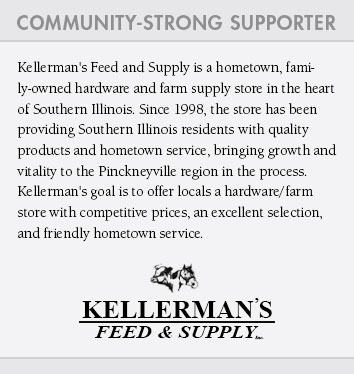 COMMUNITY-STRONG SUPPORTER
Kellerman's Feed and Supply is a hometown, fami-
ly-owned hardware and farm supply store in the heart
of Southern Illinois. Since 1998, the store has been
providing Southern Illinois residents with quality
products and hometown service, bringing growth and
vitality to the Pinckneyville region in the process.
Kellerman's goal is to offer locals a hardware/farm
store with competitive prices, an excellent selection,
and friendly hometown service.
KELLERMAN'S
FEED & SUPPLY, Inc.